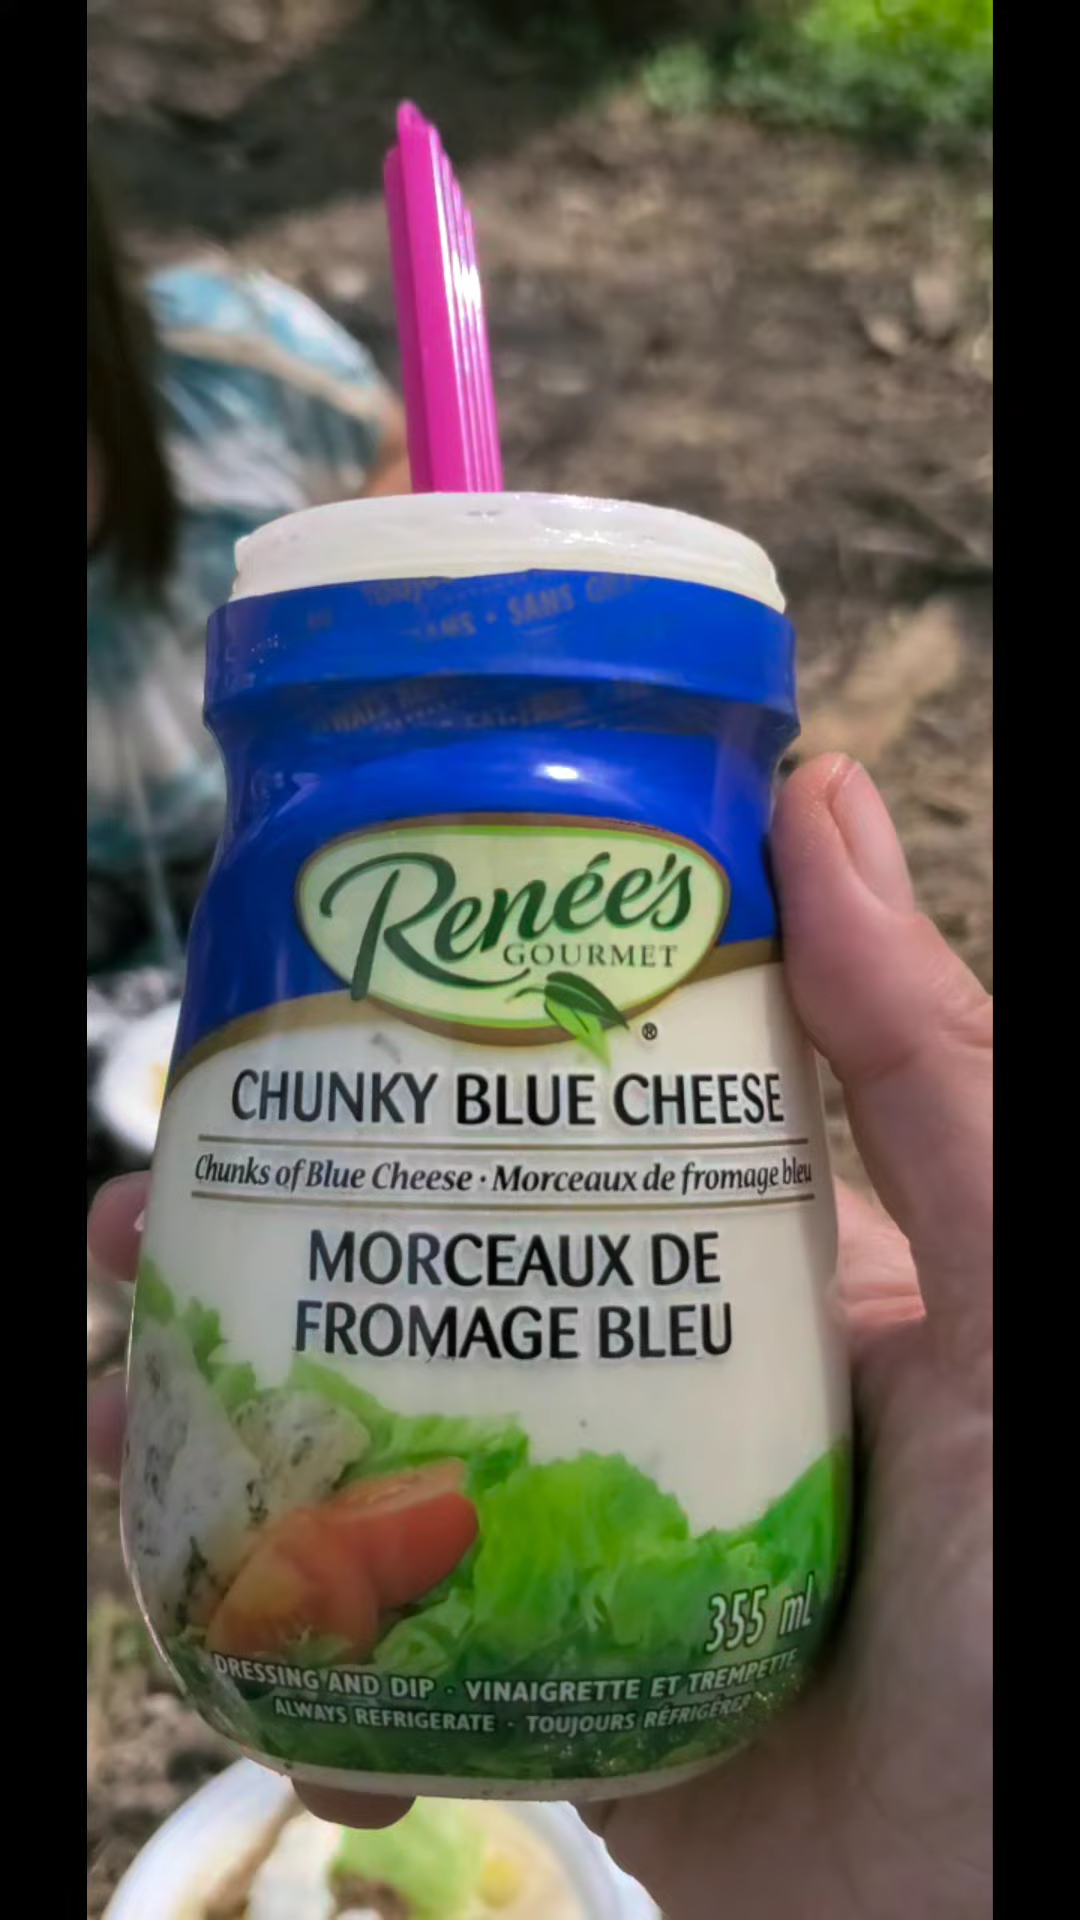 SANS
Renée's
GOURMET
®
CHUNKY BLUE CHEESE
Chunks of Blue Cheese · Morceaux de fromage bleu
MORCEAUX DE
FROMAGE BLEU
355 mL
DRESSING AND DIP · VINAIGRETTE ET TREMPETTE
ALWAYS REFRIGERATE · TOUJOURS RÉFRIGÉRER